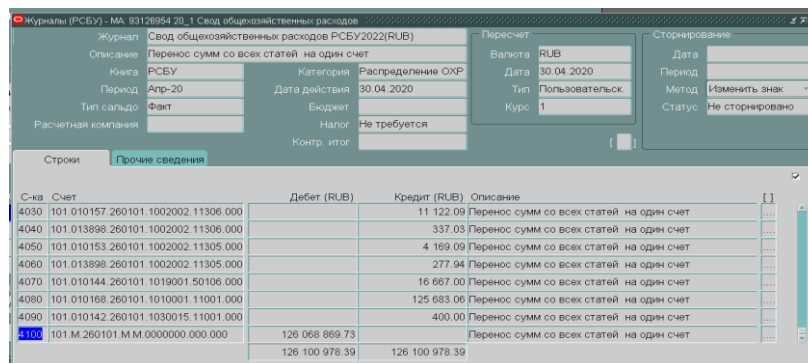 Журналы (РСБУ) - МА: 93126954 20_1 Свод общехозяйственных расходов
Журнал Свод общехозяйственных расходов РСБУ2022(RUB)
Описание Перенос сумм со всех статей на один счет
Книга РСБУ Категория Распределение ОХР
Период Апр-20 Дата действия 30.04.2020
Тип сальдо Факт Бюджет
Расчетная компания Налог Не требуется
Контр. итог
Пересчет
Валюта RUB
Дата 30.04.2020
Тип Пользовательск.
Курс 1
[ ]
Сторнирование
Дата
Период
Метод Изменить знак
Статус Не сторнировано
Строки Прочие сведения
С-ка Счет Дебет (RUB) Кредит (RUB) Описание [ ]
4030 101.010157.260101.1002002.11306.000 11 122.09 Перенос сумм со всех статей на один счет
4040 101.013898.260101.1002002.11306.000 337.03 Перенос сумм со всех статей на один счет
4050 101.010153.260101.1002002.11305.000 4 169.09 Перенос сумм со всех статей на один счет
4060 101.013898.260101.1002002.11305.000 277.94 Перенос сумм со всех статей на один счет
4070 101.010144.260101.1019001.50106.000 16 667.00 Перенос сумм со всех статей на один счет
4080 101.010168.260101.1010001.11001.000 125 683.06 Перенос сумм со всех статей на один счет
4090 101.010142.260101.1030015.11001.000 400.00 Перенос сумм со всех статей на один счет
4100 101.М.260101.М.М.0000000.000.000 126 068 869.73 Перенос сумм со всех статей на один счет
126 100 978.39 126 100 978.39